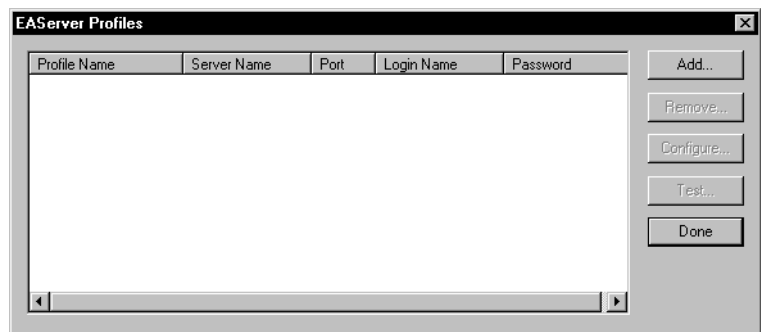 EAServer Profiles
Profile Name Server Name Port Login Name Password
Add...
Remove...
Configure...
Test...
Done